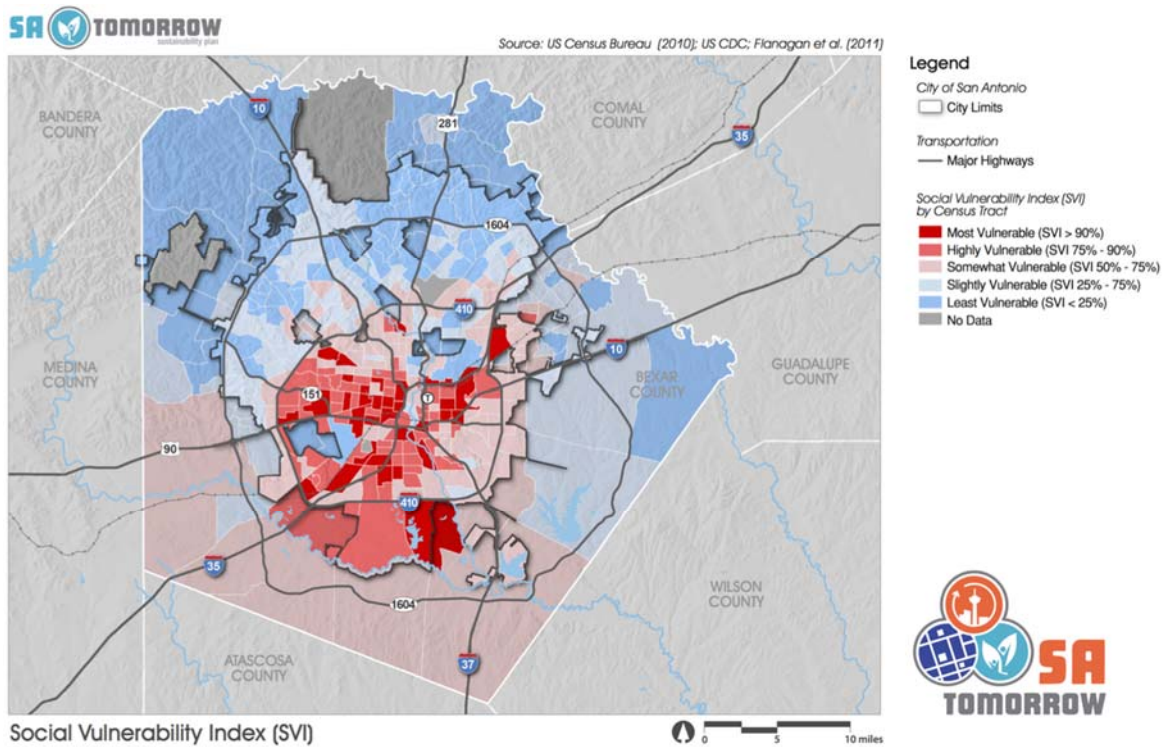 SA TOMORROW
sustainability plan
Source: US Census Bureau (2010); US CDC; Flanagan et al. (2011)
BANDERA
COUNTY
10
281
COMAL
COUNTY
35
1604
410
10
MEDINA
COUNTY
151
T
BEXAR
COUNTY
GUADALUPE
COUNTY
90
410
35
WILSON
COUNTY
1604
ATASCOSA
COUNTY
37
Legend
City of San Antonio
City Limits
Transportation
Major Highways
Social Vulnerability Index (SVI)
by Census Tract
Most Vulnerable (SVI > 90%)
Highly Vulnerable (SVI 75% - 90%)
Somewhat Vulnerable (SVI 50% - 75%)
Slightly Vulnerable (SVI 25% - 75%)
Least Vulnerable (SVI < 25%)
No Data
SA
TOMORROW
Social Vulnerability Index (SVI)
0 5 10 miles